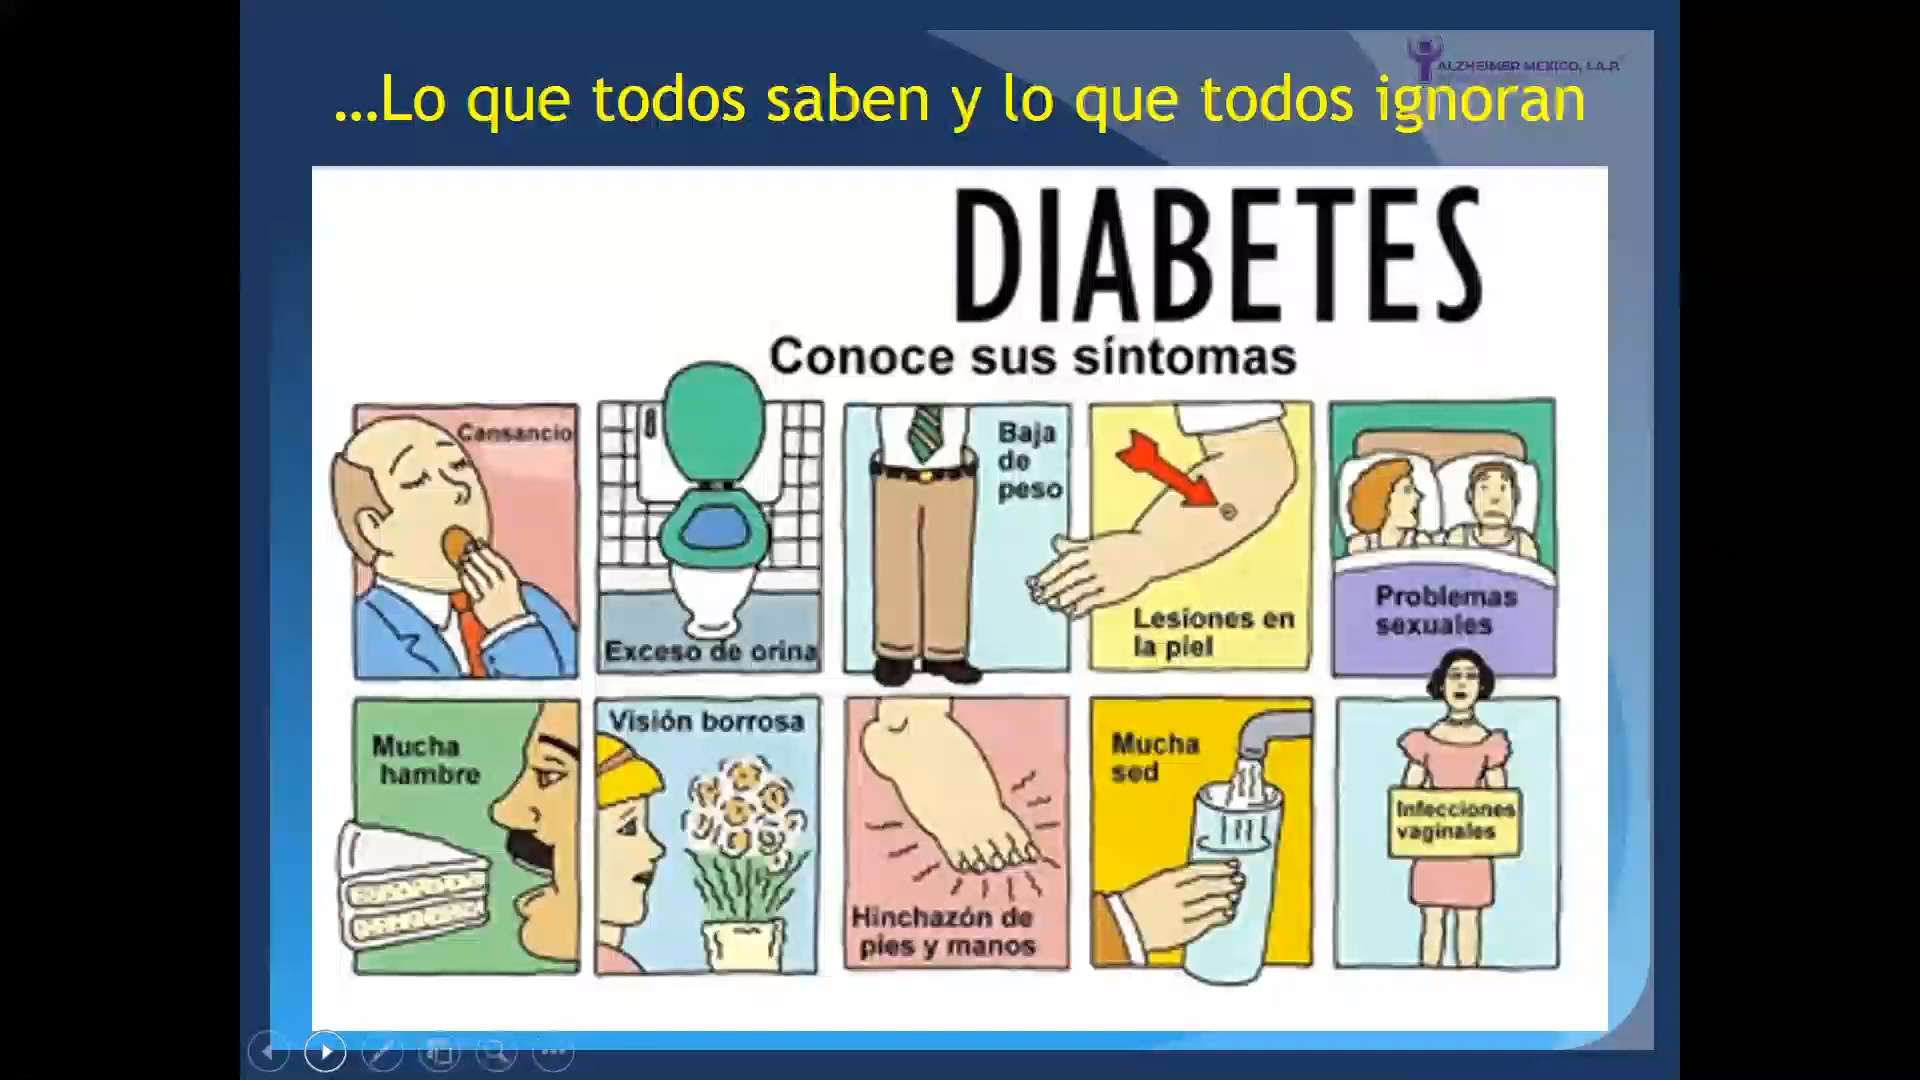 ALZHEIMER MEXICO, I.A.P.
...Lo que todos saben y lo que todos ignoran
DIABETES
Conoce sus síntomas
Cansancio
Exceso de orina
Baja
de
peso
Lesiones en
la piel
Problemas
sexuales
Mucha
hambre
Visión borrosa
Hinchazón de
pies y manos
Mucha
sed
Infecciones
vaginales